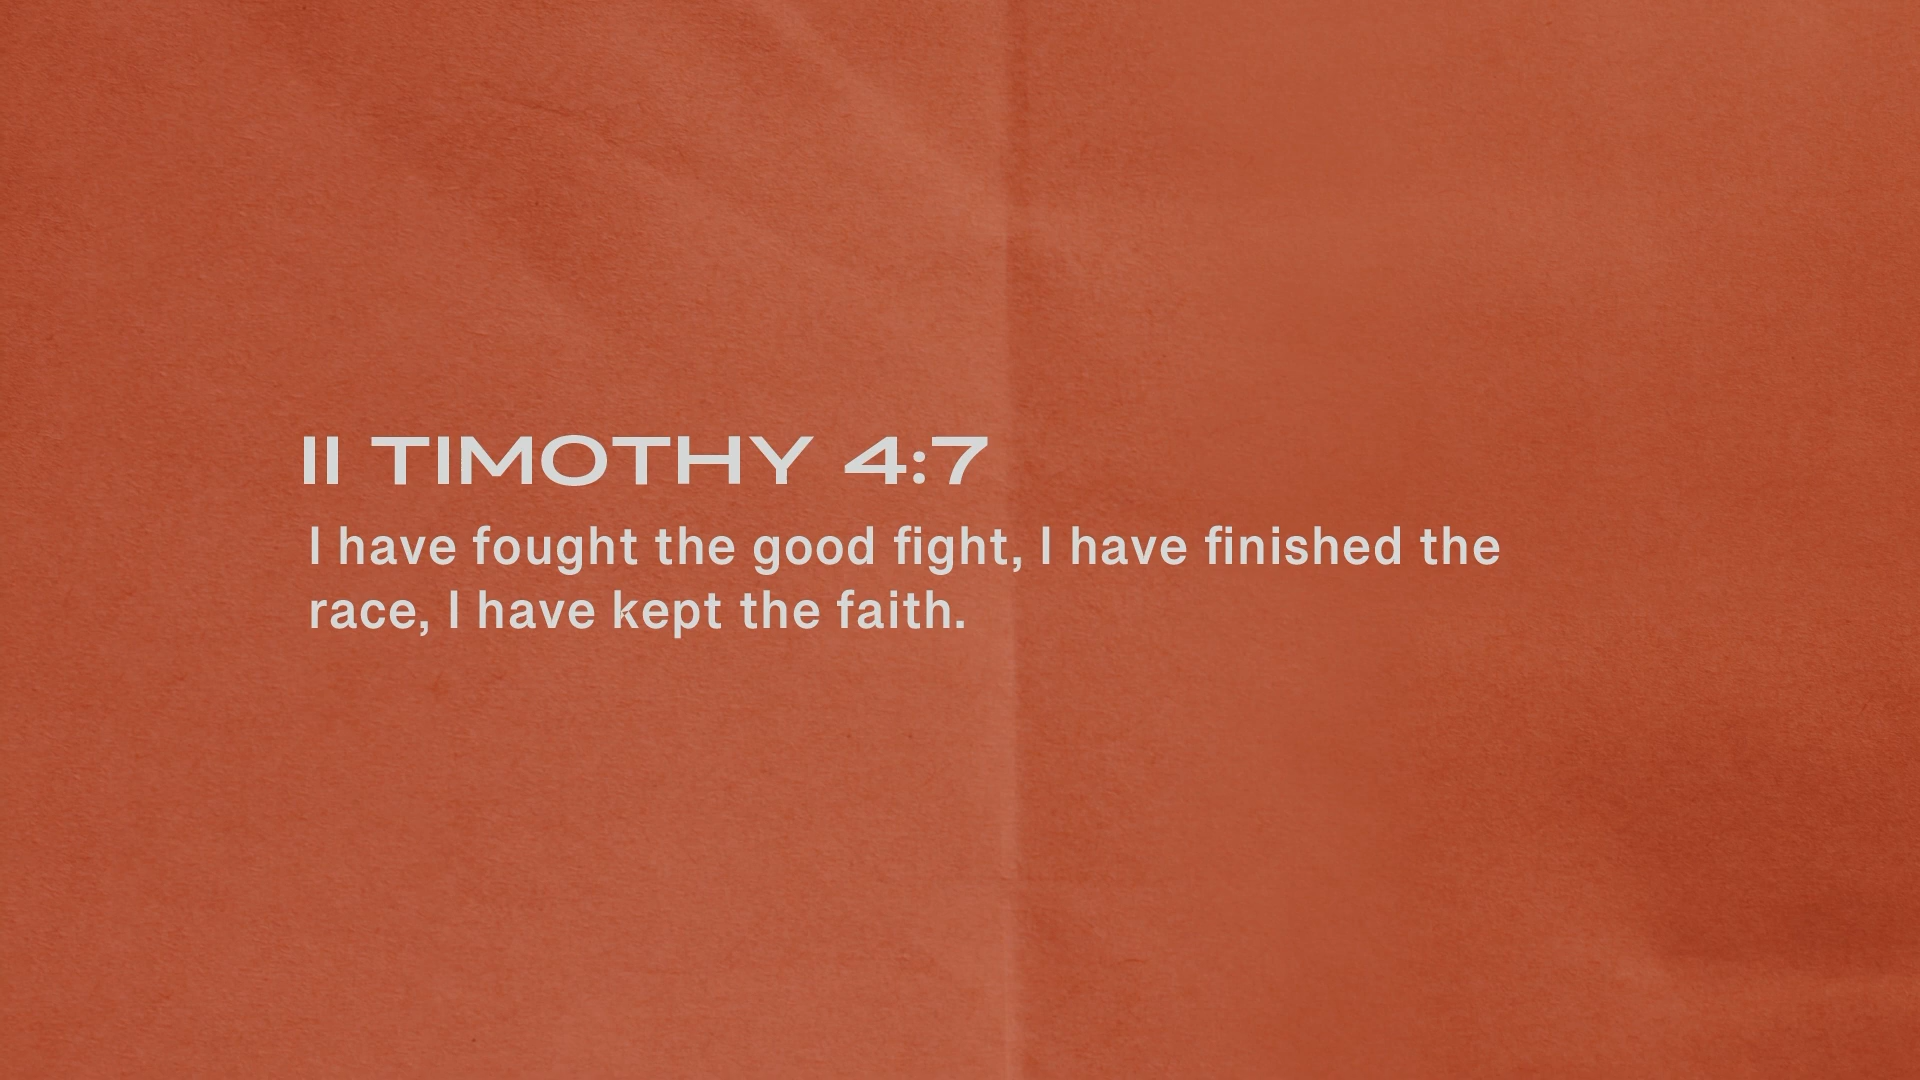 II TIMOTHY 4:7
I have fought the good fight, I have finished the
race, I have kept the faith.